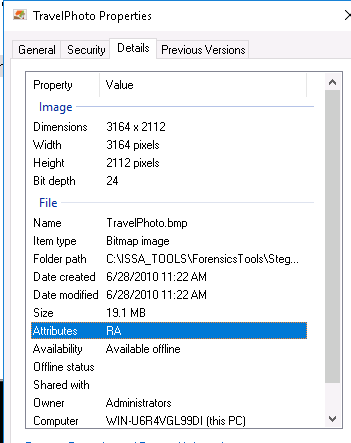 TravelPhoto Properties
General Security Details Previous Versions
Property Value
Image
Dimensions 3164 x 2112
Width 3164 pixels
Height 2112 pixels
Bit depth 24
File
Name TravelPhoto.bmp
Item type Bitmap image
Folder path C:\ISSA_TOOLS\ForensicsTools\Steg...
Date created 6/28/2010 11:22 AM
Date modified 6/28/2010 11:22 AM
Size 19.1 MB
Attributes RA
Availability Available offline
Offline status
Shared with
Owner Administrators
Computer WIN-U6R4VGL99DI (this PC)